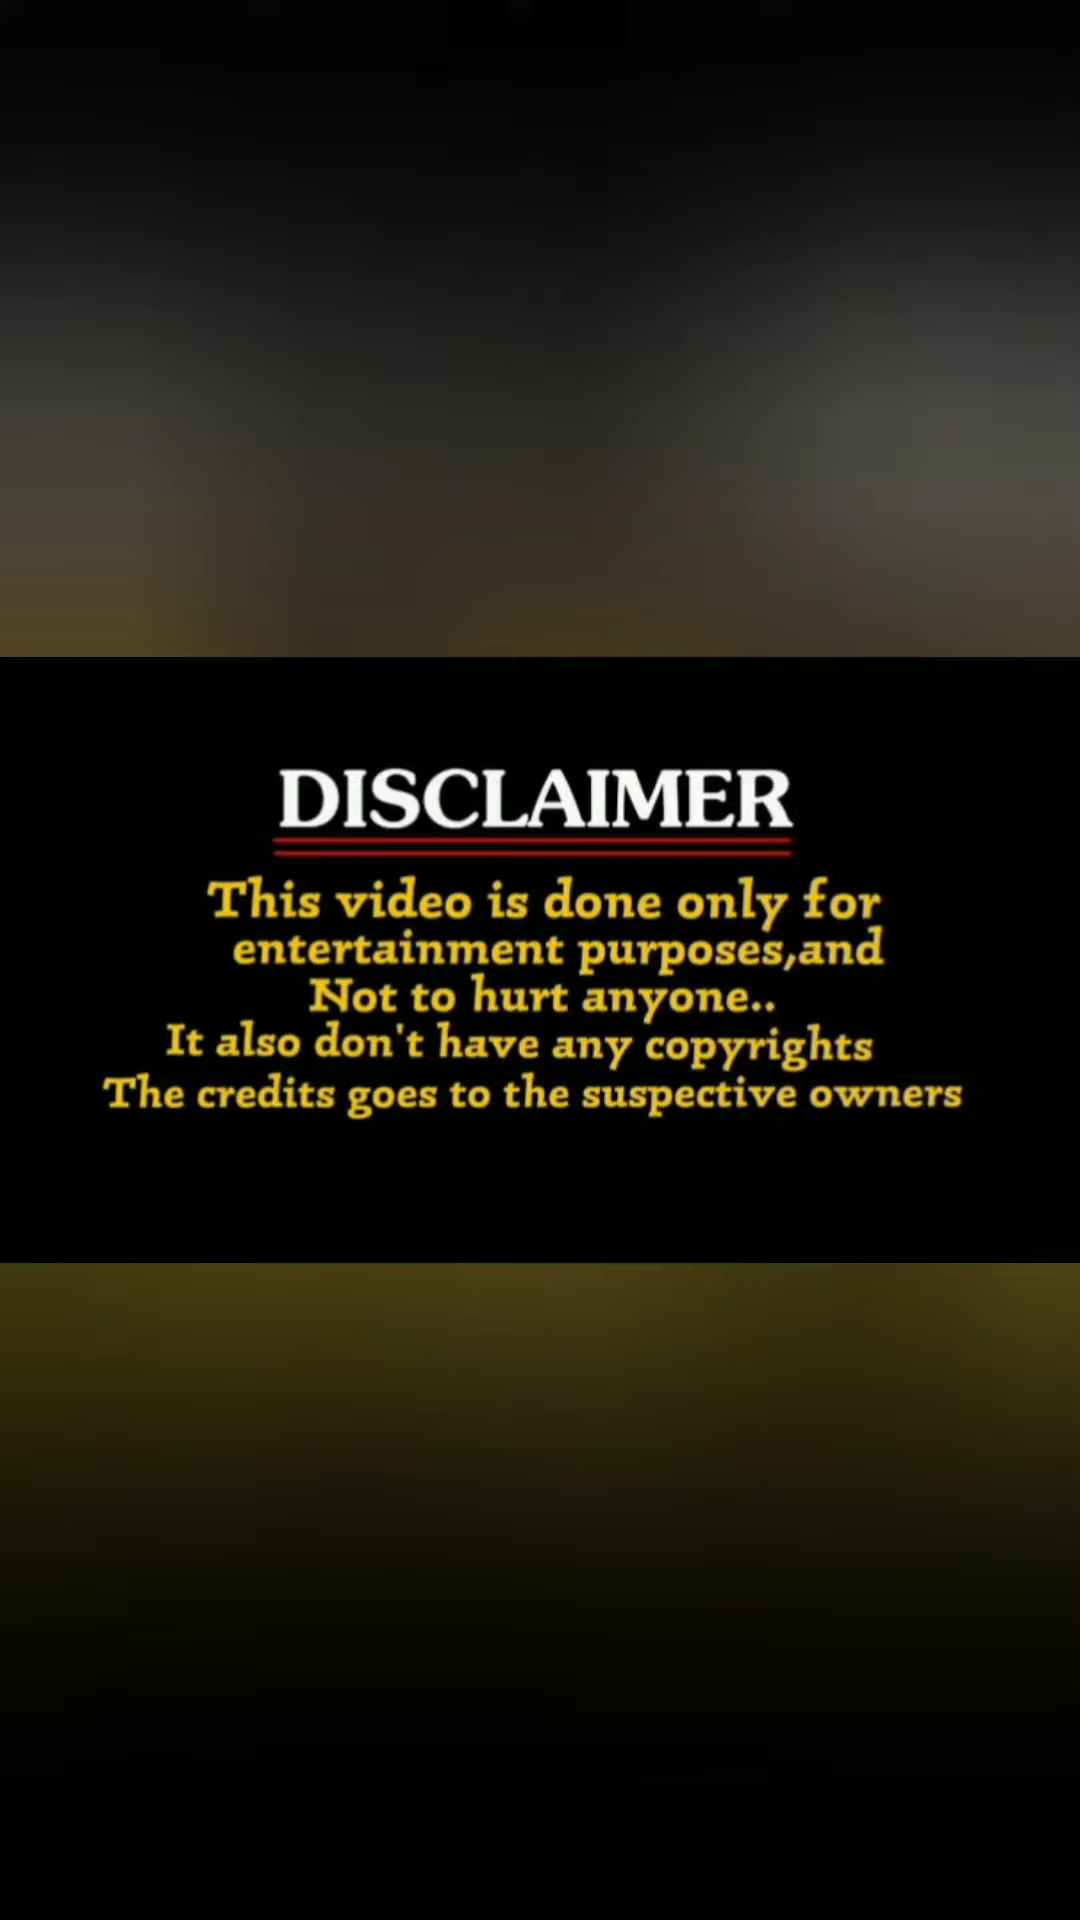 DISCLAIMER
This video is done only for
entertainment purposes,and
Not to hurt anyone..
It also don't have any copyrights
The credits goes to the suspective owners